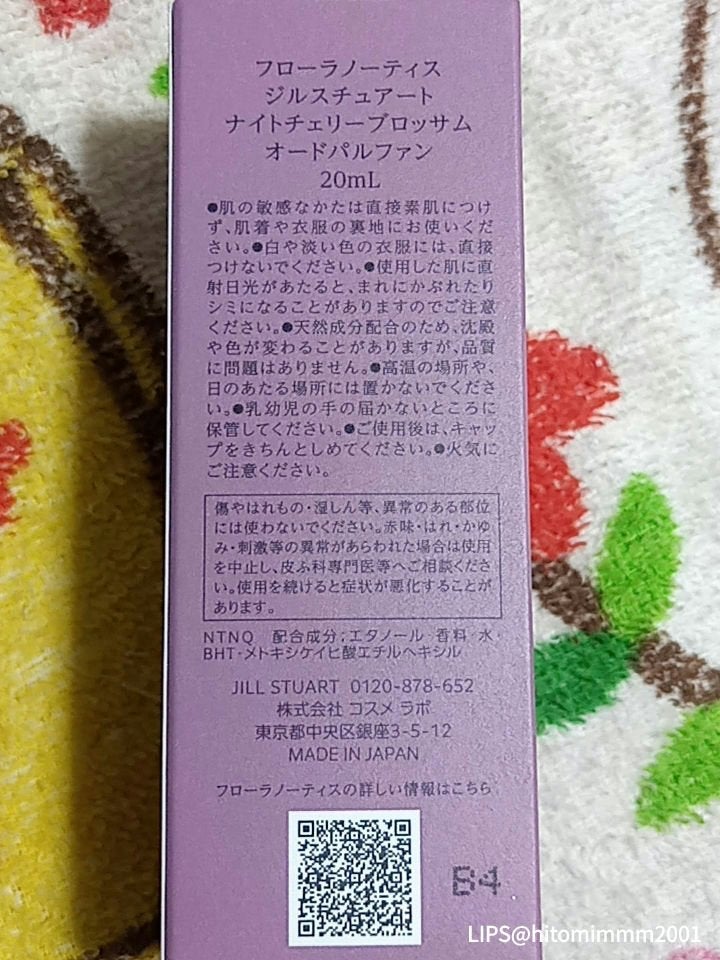 フローラノーティス
ジルスチュアート
ナイトチェリーブロッサム
オードパルファン
20mL
●肌の敏感なかたは直接素肌につけ
ず、肌着や衣服の裏地にお使いくだ
さい。●白や淡い色の衣服には、直接
つけないでください。●使用した肌に直
射日光があたると、まれにかぶれたり
シミになることがありますのでご注意
ください。●天然成分配合のため、沈殿
や色が変わることがありますが、品質
に問題はありません。●高温の場所や、
日のあたる場所には置かないでくださ
い。●乳幼児の手の届かないところに
保管してください。●ご使用後は、キャッ
プをきちんとしめてください。●火気に
ご注意ください。
傷やはれもの・湿しん等、異常のある部位
には使わないでください。赤味・はれ・かゆ
み・刺激等の異常があらわれた場合は使用
を中止し、皮ふ科専門医等へご相談くださ
い。使用を続けると症状が悪化することが
あります。
NTNQ 配合成分;エタノール・香料・水・
BHT・メトキシケイヒ酸エチルヘキシル
JILL STUART 0120-878-652
株式会社 コスメ ラボ
東京都中央区銀座3-5-12
MADE IN JAPAN
フローラノーティスの詳しい情報はこちら
B4
LIPS@hitomimmm2001